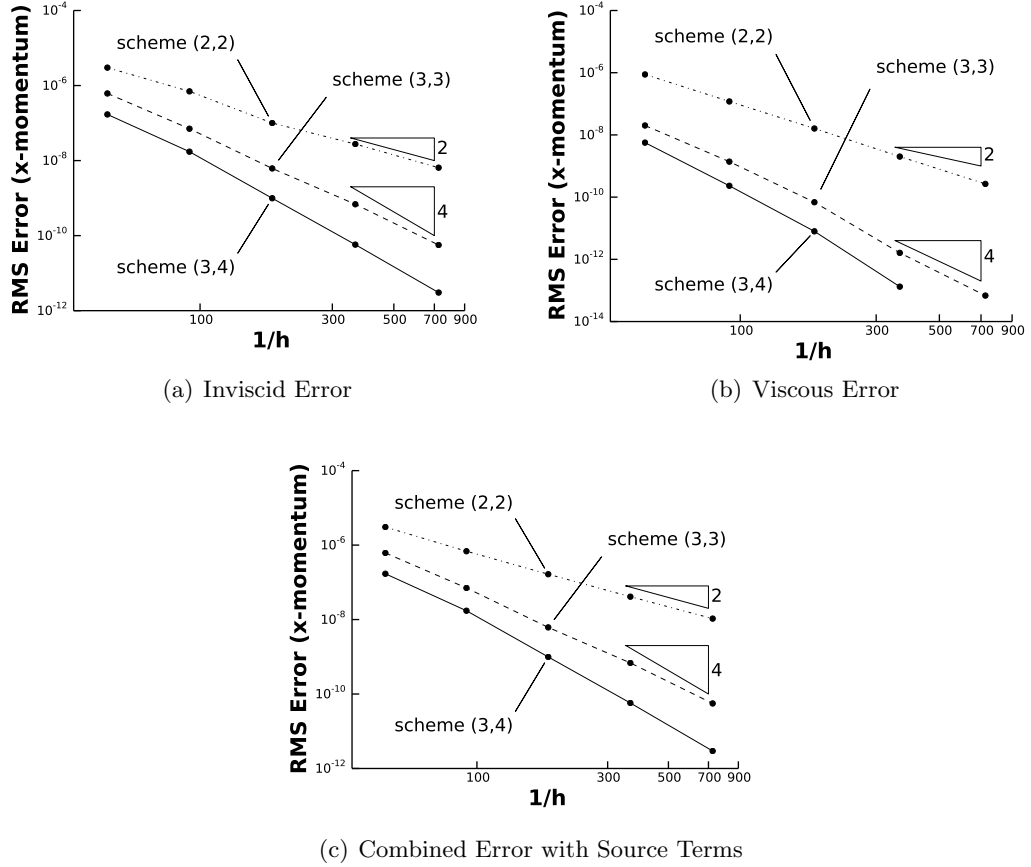 RMS Error (x-momentum)
10⁻⁴
10⁻⁶
10⁻⁸
10⁻¹⁰
10⁻¹²
scheme (2,2)
scheme (3,3)
scheme (3,4)
2
4
100
300
500
700
900
1/h
(a) Inviscid Error
RMS Error (x-momentum)
10⁻⁴
10⁻⁶
10⁻⁸
10⁻¹⁰
10⁻¹²
10⁻¹⁴
scheme (2,2)
scheme (3,3)
scheme (3,4)
2
4
100
300
500
700
900
1/h
(b) Viscous Error
RMS Error (x-momentum)
10⁻⁴
10⁻⁶
10⁻⁸
10⁻¹⁰
10⁻¹²
scheme (2,2)
scheme (3,3)
scheme (3,4)
2
4
100
300
500
700
900
1/h
(c) Combined Error with Source Terms